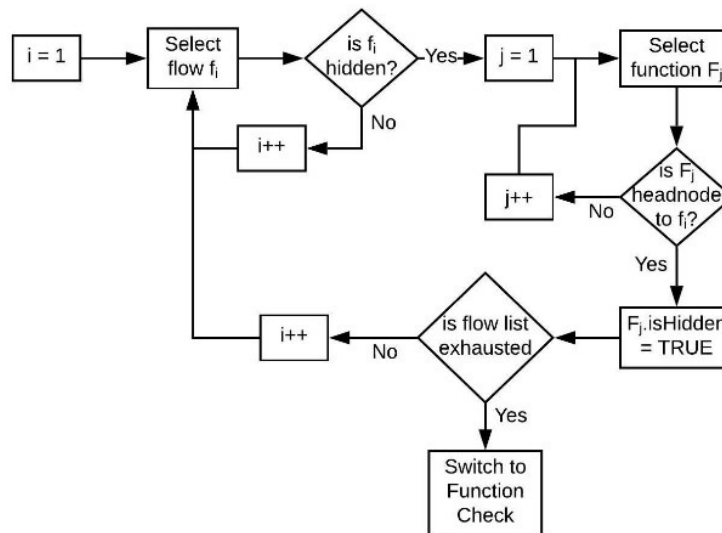 i = 1
Select
flow fᵢ
is fᵢ
hidden?
Yes
j = 1
Select
function Fⱼ
No
i++
j++
No
is Fⱼ
headnode
to fᵢ?
Yes
Fⱼ.isHidden
= TRUE
is flow list
exhausted
No
i++
Yes
Switch to
Function
Check